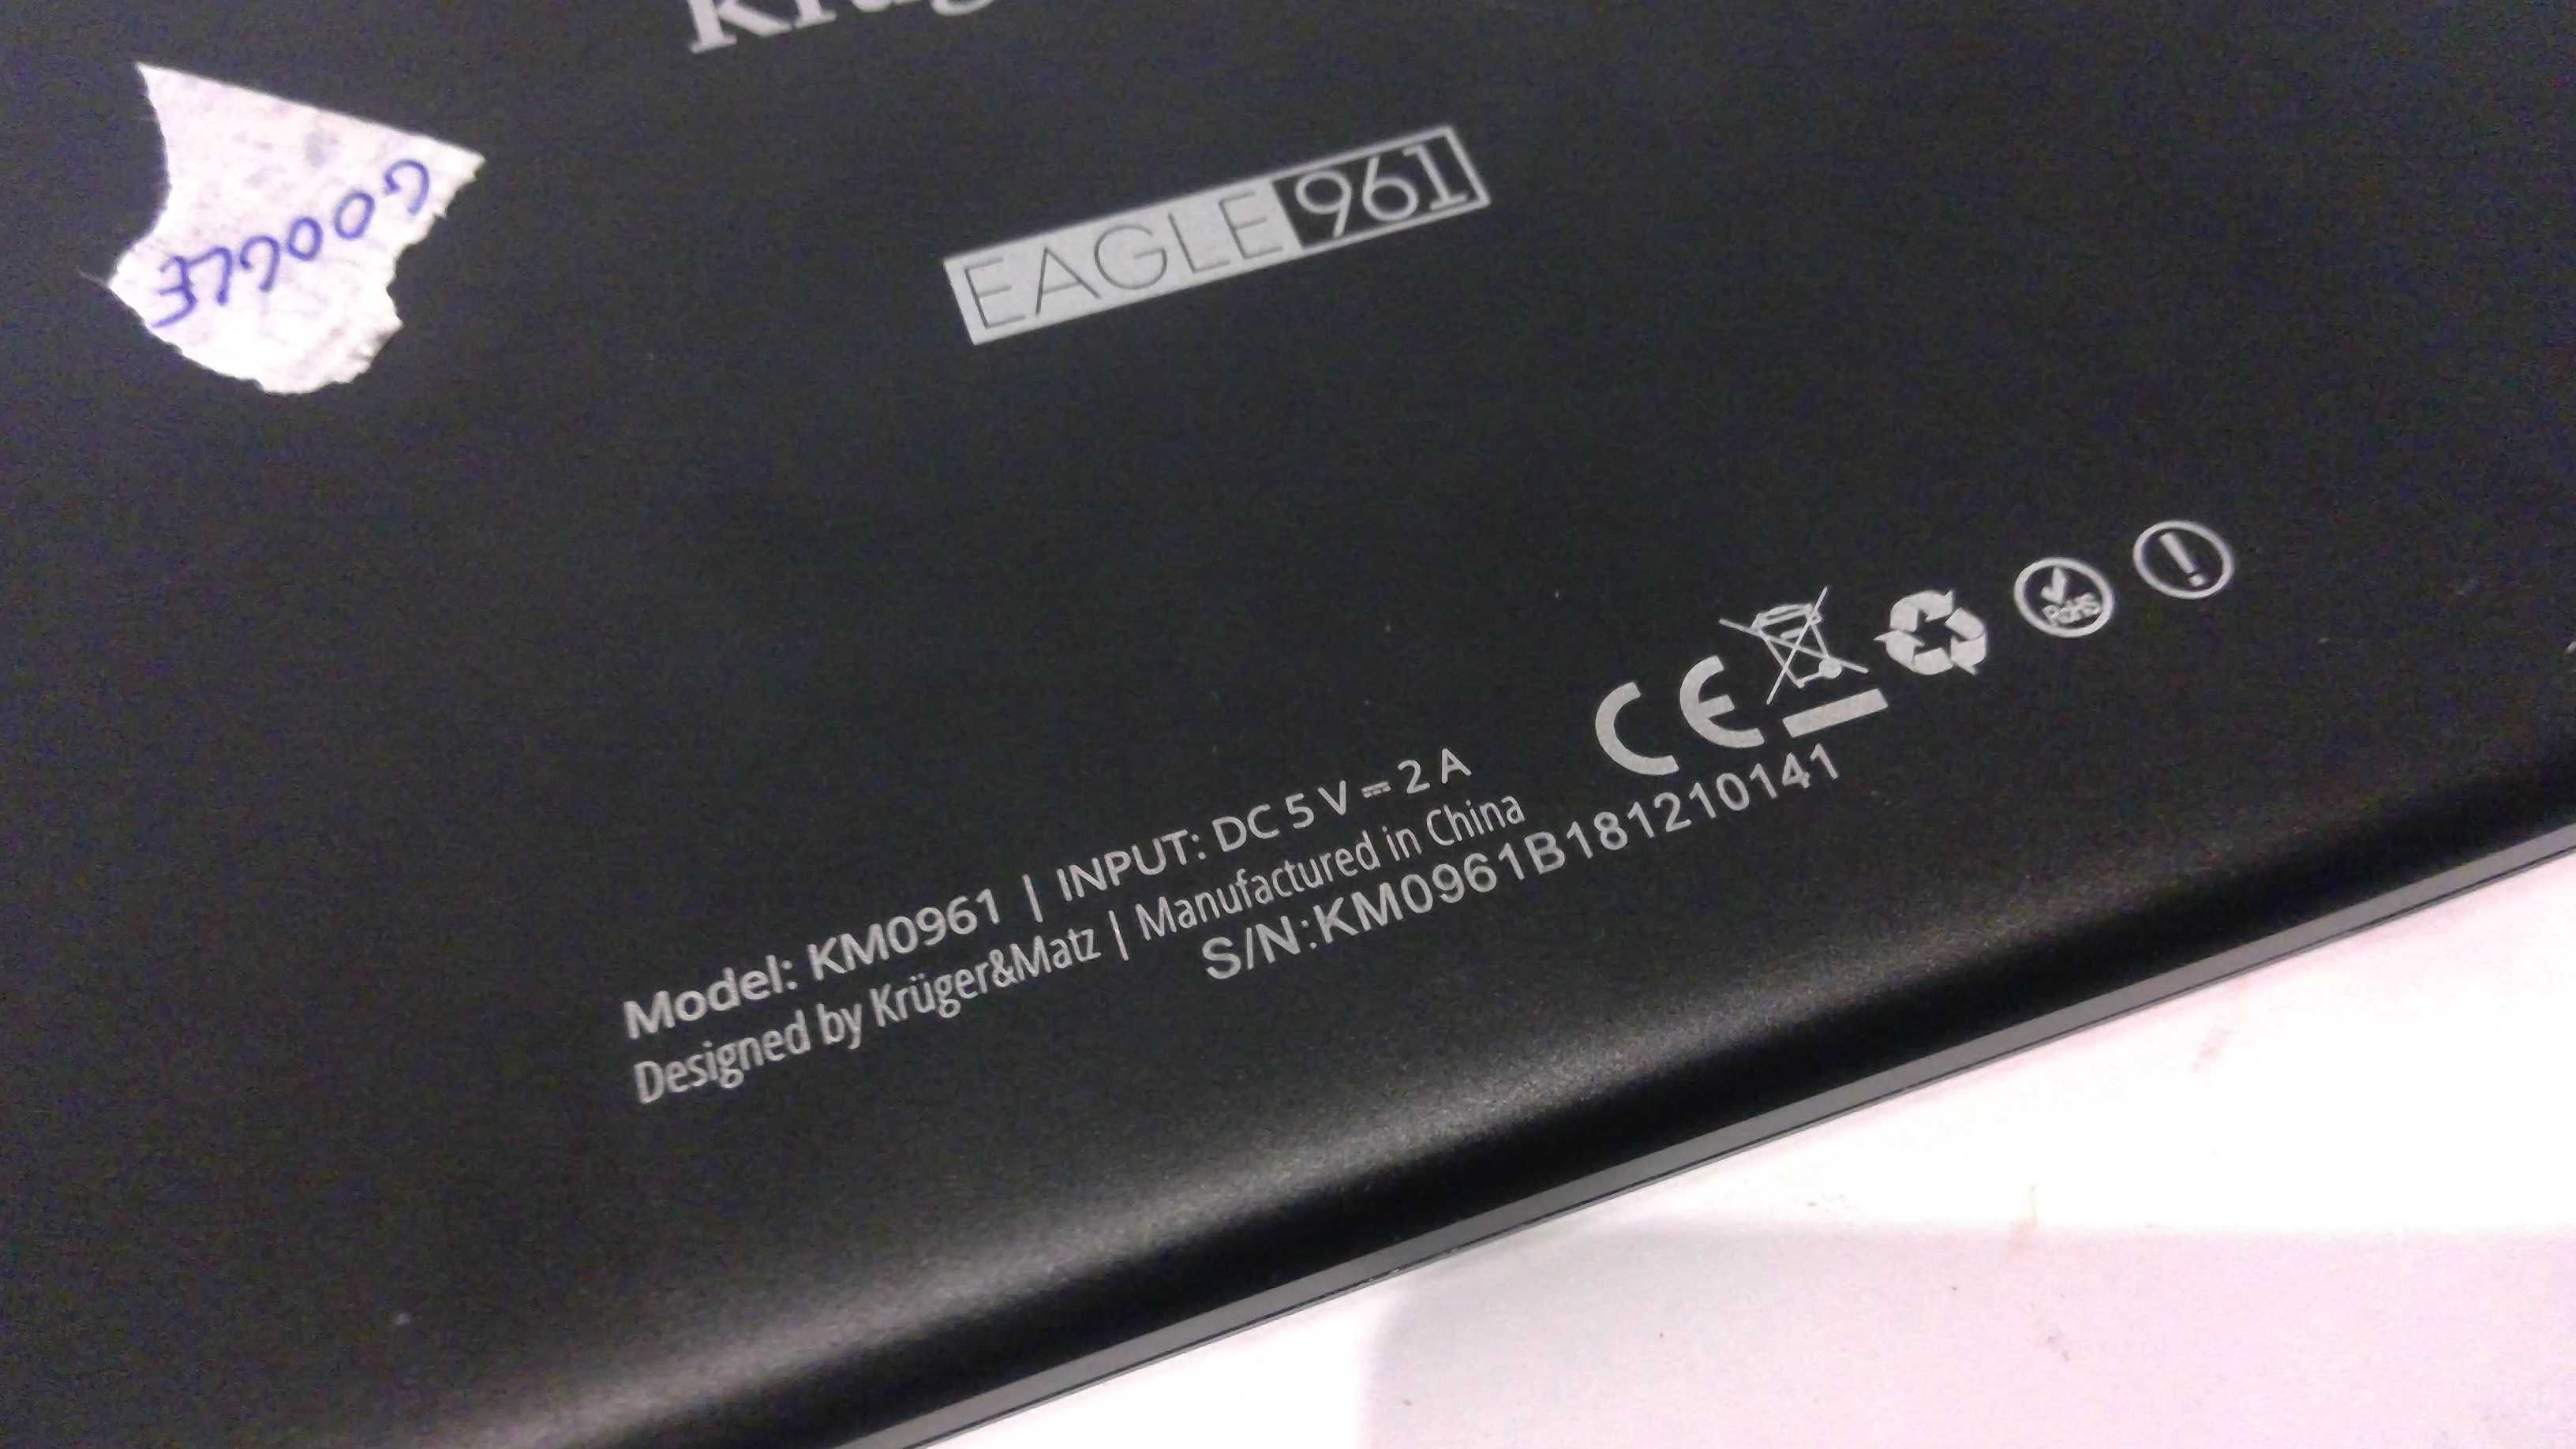 Krüg
GOOGLE
EAGLE 961
RoHS
CE
Model: KM0961 | INPUT: DC 5 V ⎓ 2 A
Designed by Krüger&Matz | Manufactured in China
S/N:KM0961B181210141